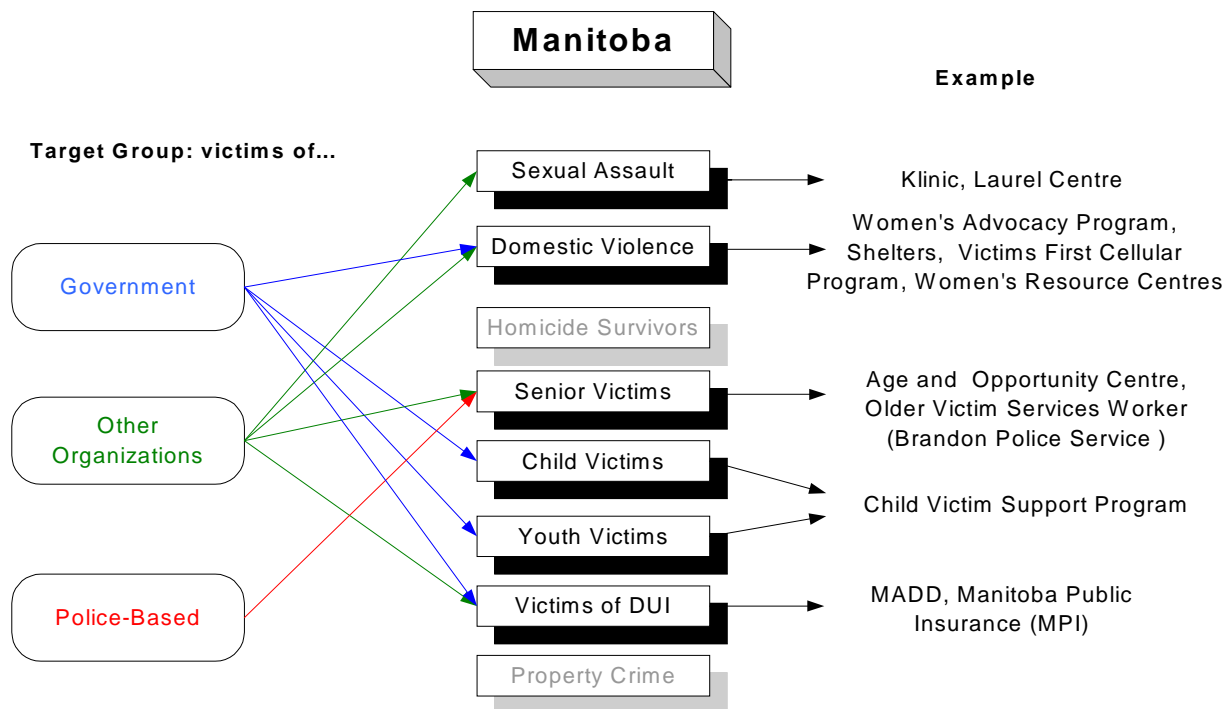 Manitoba
Example
Target Group: victims of...
Sexual Assault
Klinic, Laurel Centre
Domestic Violence
Women's Advocacy Program,
Shelters, Victims First Cellular
Program, Women's Resource Centres
Government
Homicide Survivors
Senior Victims
Age and Opportunity Centre,
Older Victim Services Worker
(Brandon Police Service )
Other
Organizations
Child Victims
Child Victim Support Program
Youth Victims
Police-Based
Victims of DUI
MADD, Manitoba Public
Insurance (MPI)
Property Crime